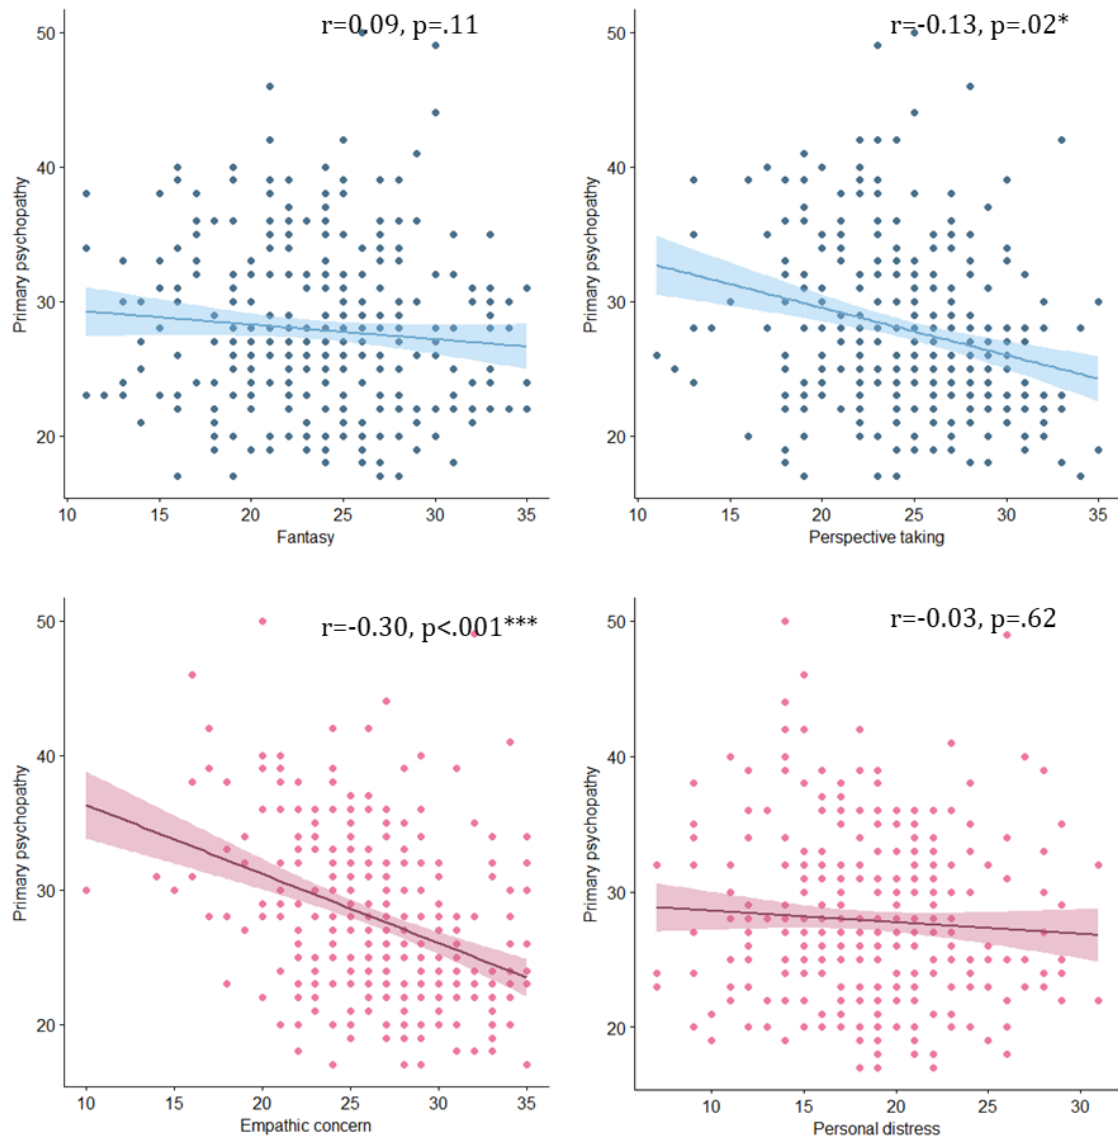 r=0.09, p=.11
50
40
30
20
Primary psychopathy
10 15 20 25 30 35
Fantasy
r=-0.13, p=.02*
50
40
30
20
Primary psychopathy
10 15 20 25 30 35
Perspective taking
r=-0.30, p<.001***
50
40
30
20
Primary psychopathy
10 15 20 25 30 35
Empathic concern
r=-0.03, p=.62
50
40
30
20
Primary psychopathy
10 15 20 25 30
Personal distress